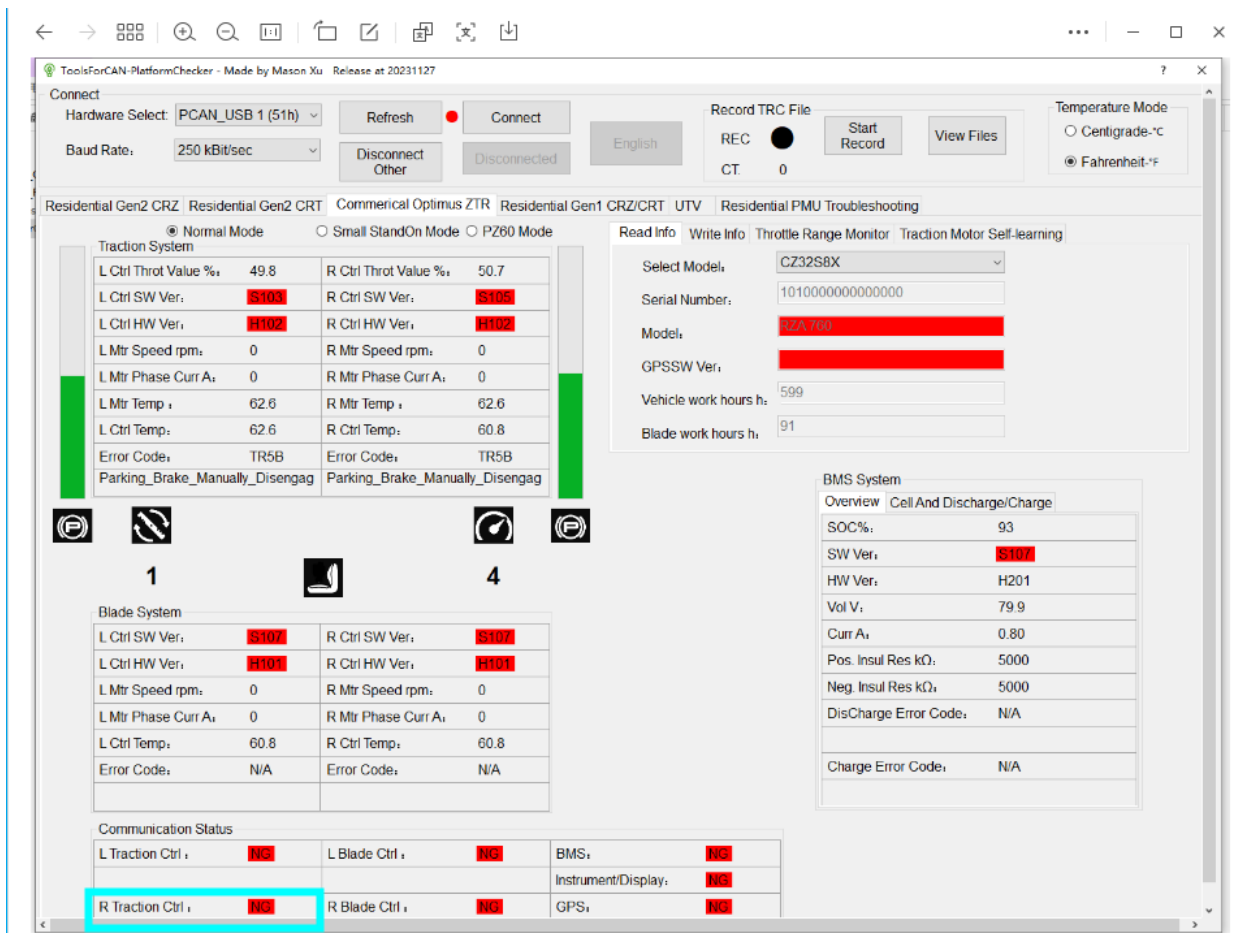 ToolsForCAN-PlatformChecker - Made by Mason Xu Release at 20231127
Connect
Hardware Select: PCAN_USB 1 (51h)
Refresh
Connect
Baud Rate:
250 kBit/sec
Disconnect Other
Disconnected
English
Record TRC File
REC
Start Record
View Files
CT.
0
Temperature Mode
Centigrade-°C
Fahrenheit-°F
Residential Gen2 CRZ Residential Gen2 CRT Commerical Optimus ZTR Residential Gen1 CRZ/CRT UTV Residential PMU Troubleshooting
Normal Mode Small StandOn Mode PZ60 Mode
Traction System
L Ctrl Throt Value %: 49.8 R Ctrl Throt Value %: 50.7
L Ctrl SW Ver: S103 R Ctrl SW Ver: S105
L Ctrl HW Ver: H102 R Ctrl HW Ver: H102
L Mtr Speed rpm: 0 R Mtr Speed rpm: 0
L Mtr Phase Curr A: 0 R Mtr Phase Curr A: 0
L Mtr Temp : 62.6 R Mtr Temp : 62.6
L Ctrl Temp: 62.6 R Ctrl Temp: 60.8
Error Code: TR5B Error Code: TR5B
Parking_Brake_Manually_Disengag Parking_Brake_Manually_Disengag
P
P
1
4
Read Info Write Info Throttle Range Monitor Traction Motor Self-learning
Select Model: CZ32S8X
Serial Number: 1010000000000000
Model: RZA 760
GPSSW Ver:
Vehicle work hours h: 599
Blade work hours h: 91
Blade System
L Ctrl SW Ver: S107 R Ctrl SW Ver: S107
L Ctrl HW Ver: H101 R Ctrl HW Ver: H101
L Mtr Speed rpm: 0 R Mtr Speed rpm: 0
L Mtr Phase Curr A: 0 R Mtr Phase Curr A: 0
L Ctrl Temp: 60.8 R Ctrl Temp: 60.8
Error Code: N/A Error Code: N/A
BMS System
Overview Cell And Discharge/Charge
SOC%: 93
SW Ver: S107
HW Ver: H201
Vol V: 79.9
Curr A: 0.80
Pos. Insul Res kΩ: 5000
Neg. Insul Res kΩ: 5000
DisCharge Error Code: N/A
Charge Error Code: N/A
Communication Status
L Traction Ctrl : NG L Blade Ctrl : NG BMS: NG
Instrument/Display: NG
R Traction Ctrl : NG R Blade Ctrl : NG GPS: NG